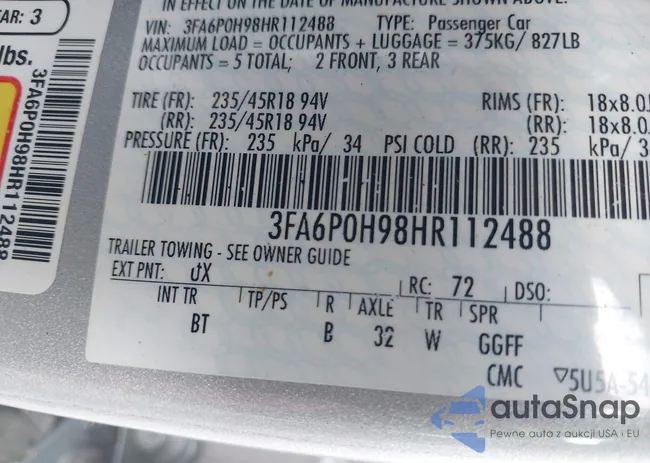 IN EFFECT ON THE DATE OF MANUFACTURE SHOWN ABOVE.
VIN: 3FA6P0H98HR112488 TYPE: Passenger Car
MAXIMUM LOAD = OCCUPANTS + LUGGAGE = 375KG/ 827LB
OCCUPANTS = 5 TOTAL; 2 FRONT, 3 REAR
TIRE (FR): 235/45R18 94V RIMS (FR): 18x8.0
(RR): 235/45R18 94V (RR): 18x8.0
PRESSURE (FR): 235 kPa/ 34 PSI COLD (RR): 235 kPa/ 3
3FA6P0H98HR112488
TRAILER TOWING - SEE OWNER GUIDE
EXT PNT: UX RC: 72 DSO:
INT TR TP/PS R AXLE TR SPR
BT B 32 W GGFF
CMC ▽5U5A-54
AR: 3
lbs.
3FA6P0H98HR112488
autaSnap
Pewne auta z aukcji USA i EU